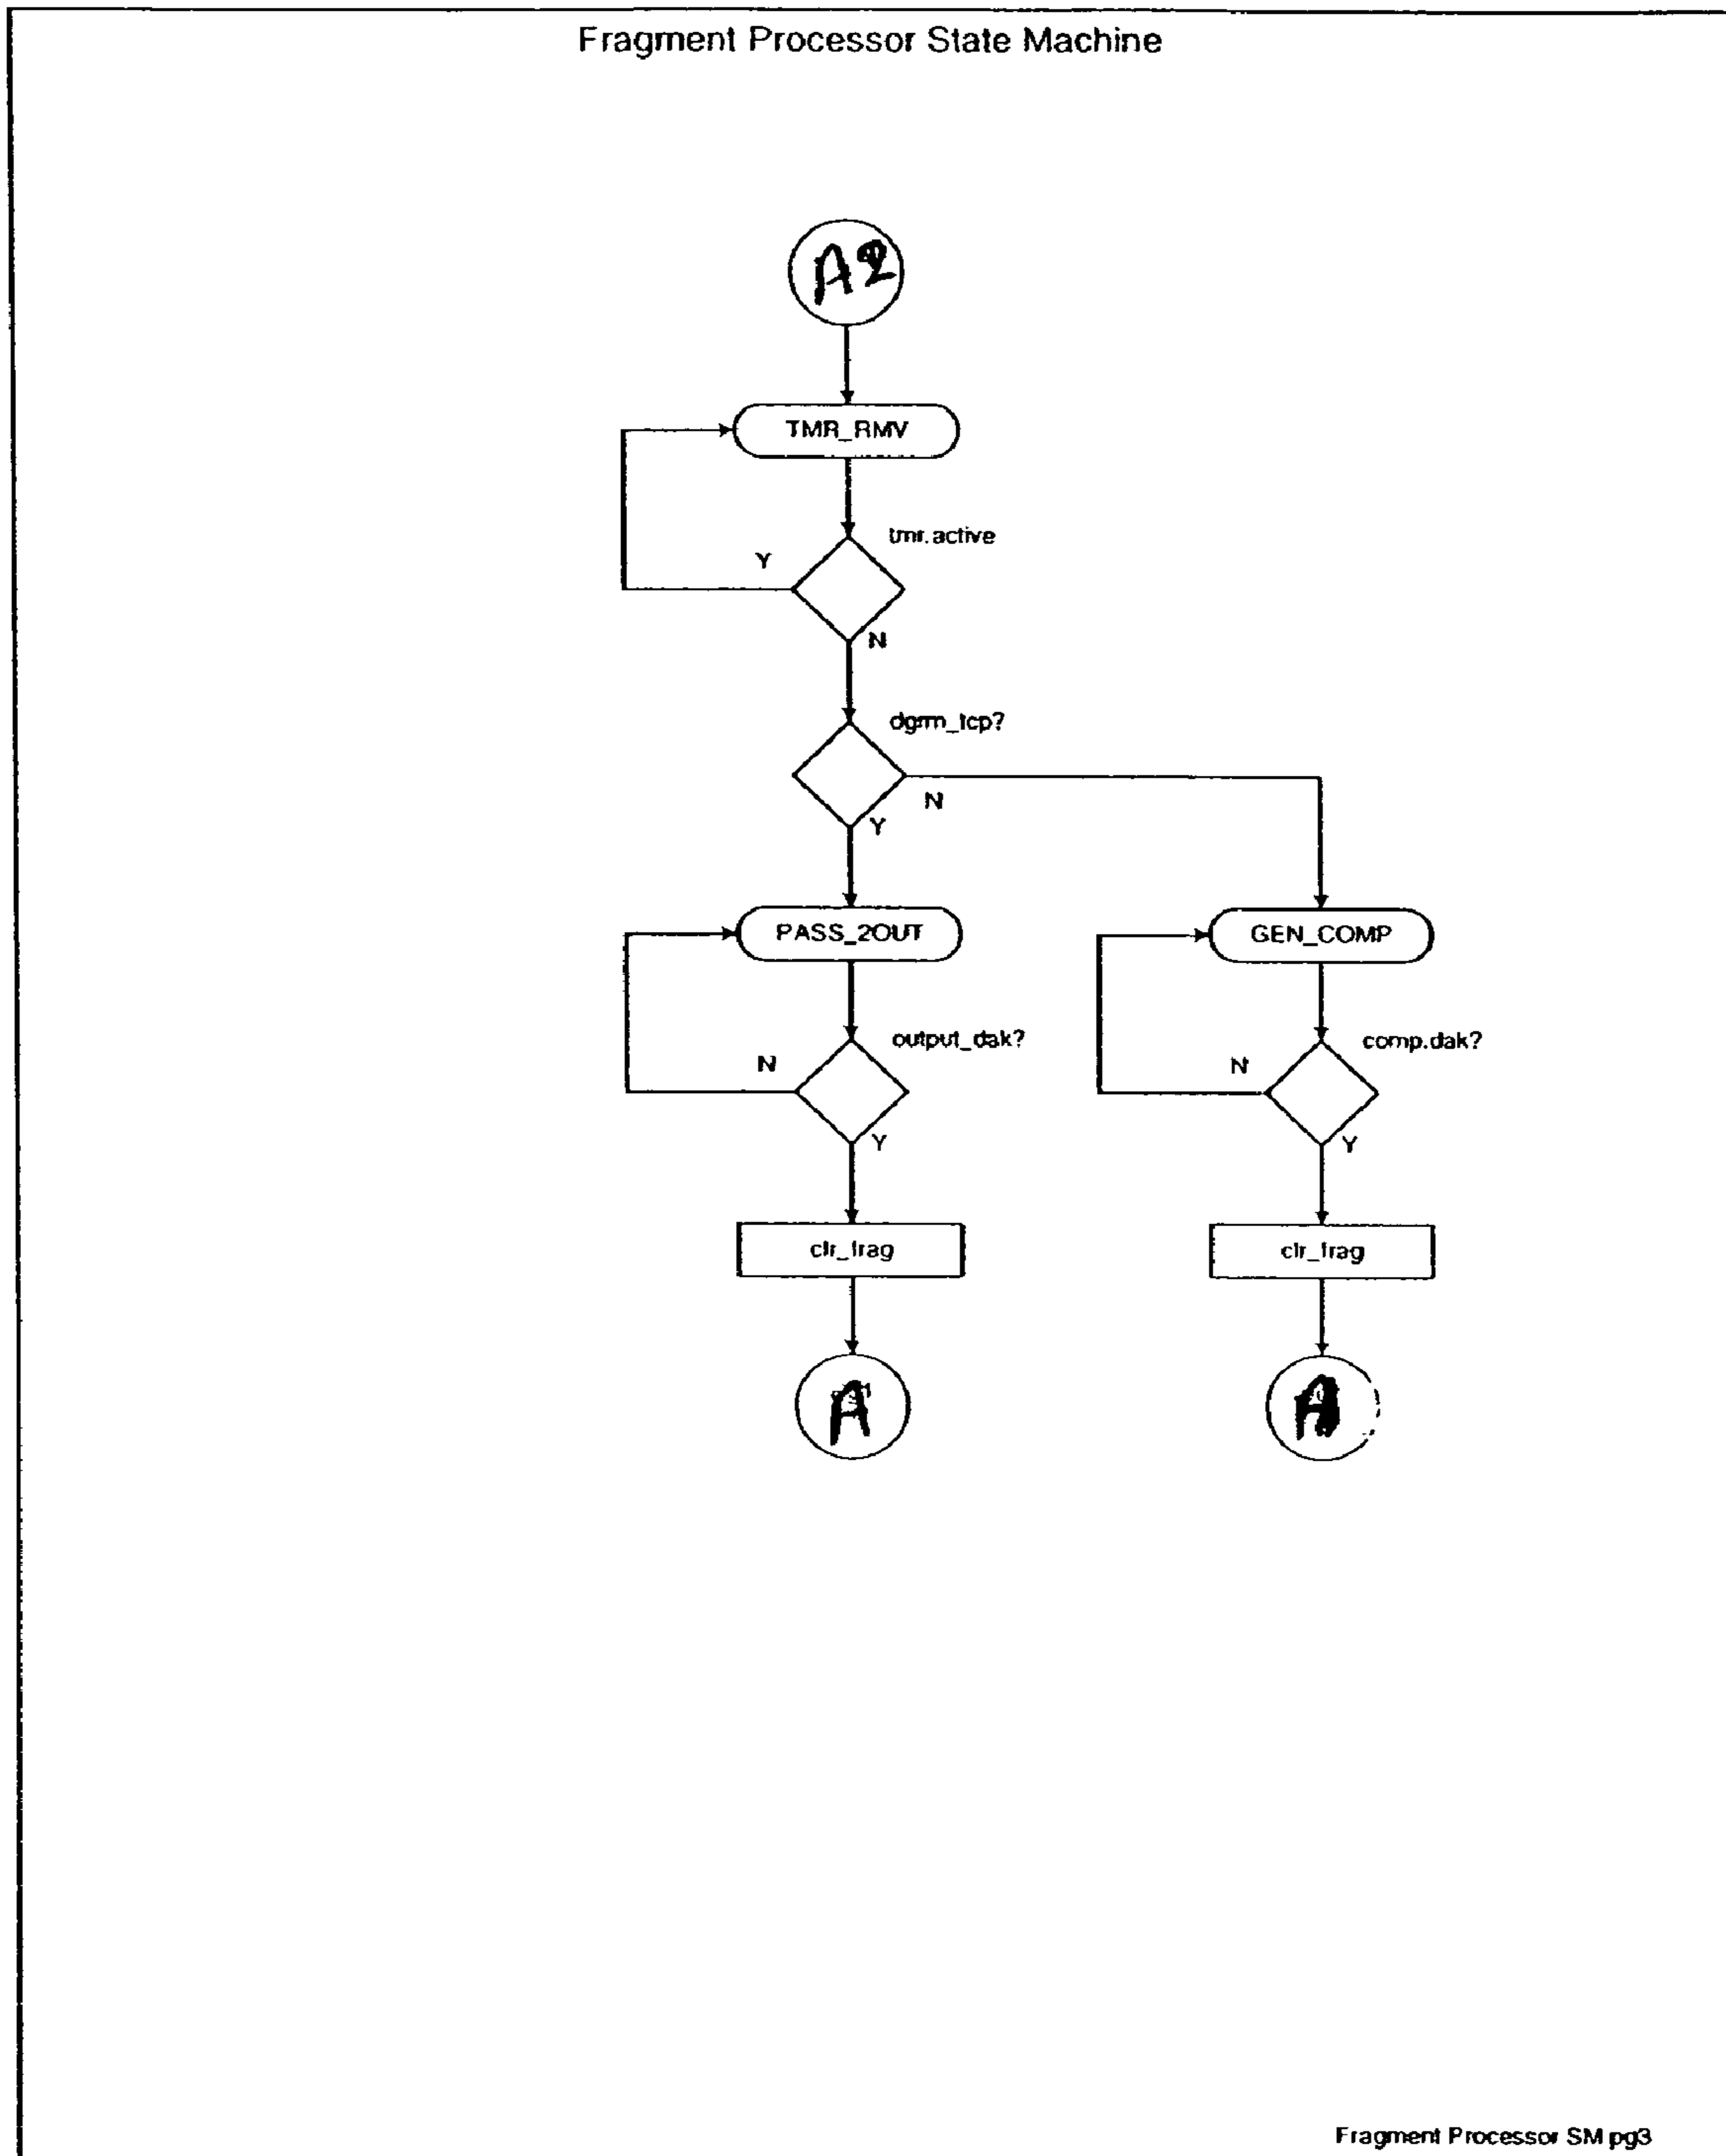 Fragment Processor State Machine
A2
TMR_RMV
tmr.active
Y
N
dgrm_tcp?
N
Y
PASS_2OUT
GEN_COMP
output_dak?
comp.dak?
N
N
Y
Y
clr_frag
clr_frag
A
A
Fragment Processor SM pg3